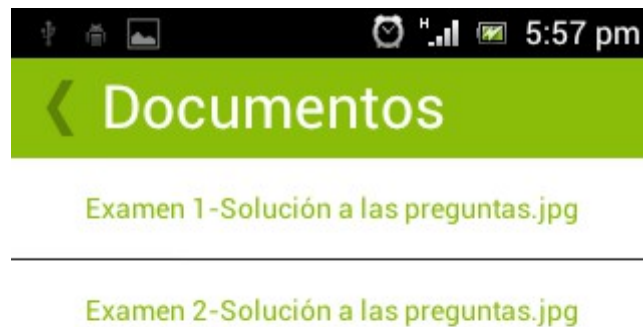 H
5:57 pm
Documentos
Examen 1-Solución a las preguntas.jpg
Examen 2-Solución a las preguntas.jpg